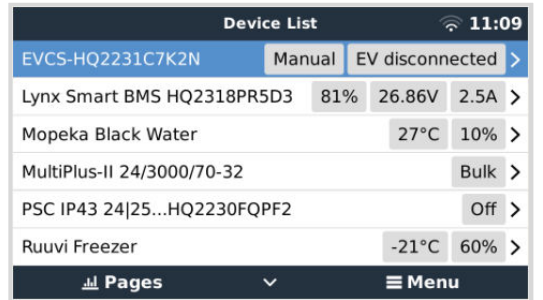 Device List 11:09
EVCS-HQ2231C7K2N Manual EV disconnected
Lynx Smart BMS HQ2318PR5D3 81% 26.86V 2.5A
Mopeka Black Water 27°C 10%
MultiPlus-II 24/3000/70-32 Bulk
PSC IP43 24|25...HQ2230FQPF2 Off
Ruuvi Freezer -21°C 60%
Pages Menu